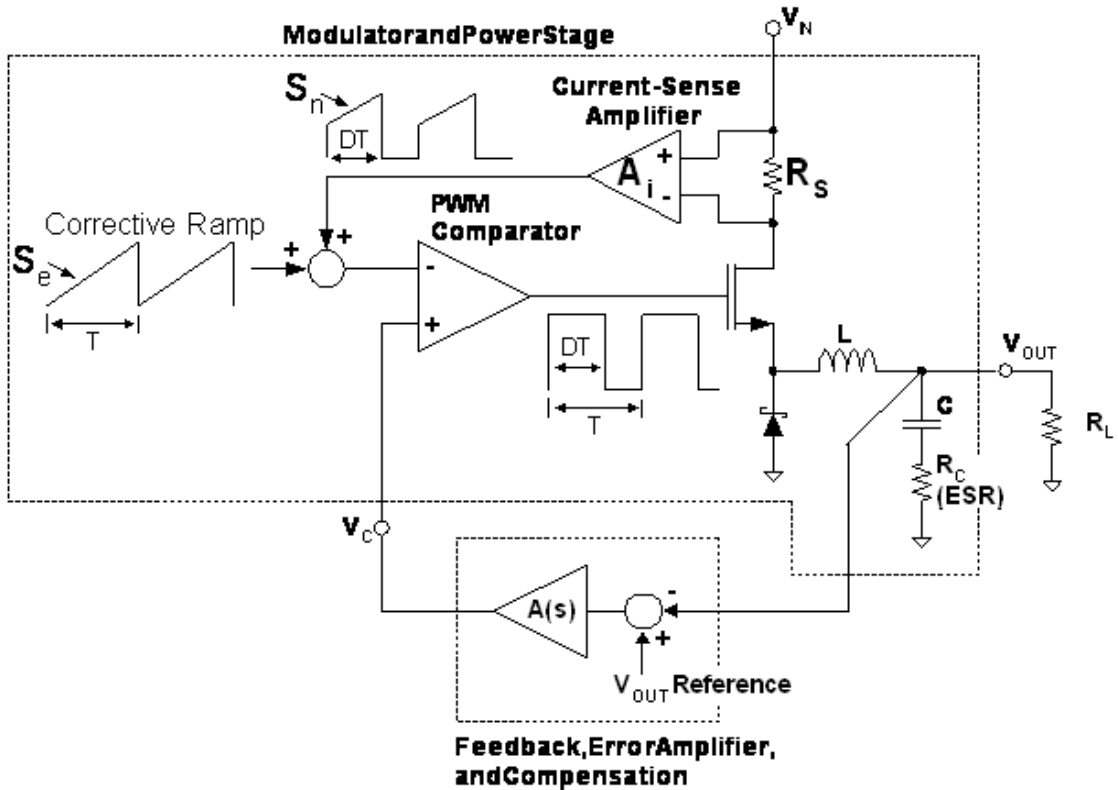 V_N
ModulatorandPowerStage
Current-Sense
Amplifier
S_n
DT
A_i
+
-
R_S
PWM
Comparator
Corrective Ramp
S_e
T
+
+
-
+
DT
T
L
V_OUT
C
R_C
(ESR)
R_L
V_C
A(s)
-
+
V_OUT Reference
Feedback,ErrorAmplifier,
andCompensation